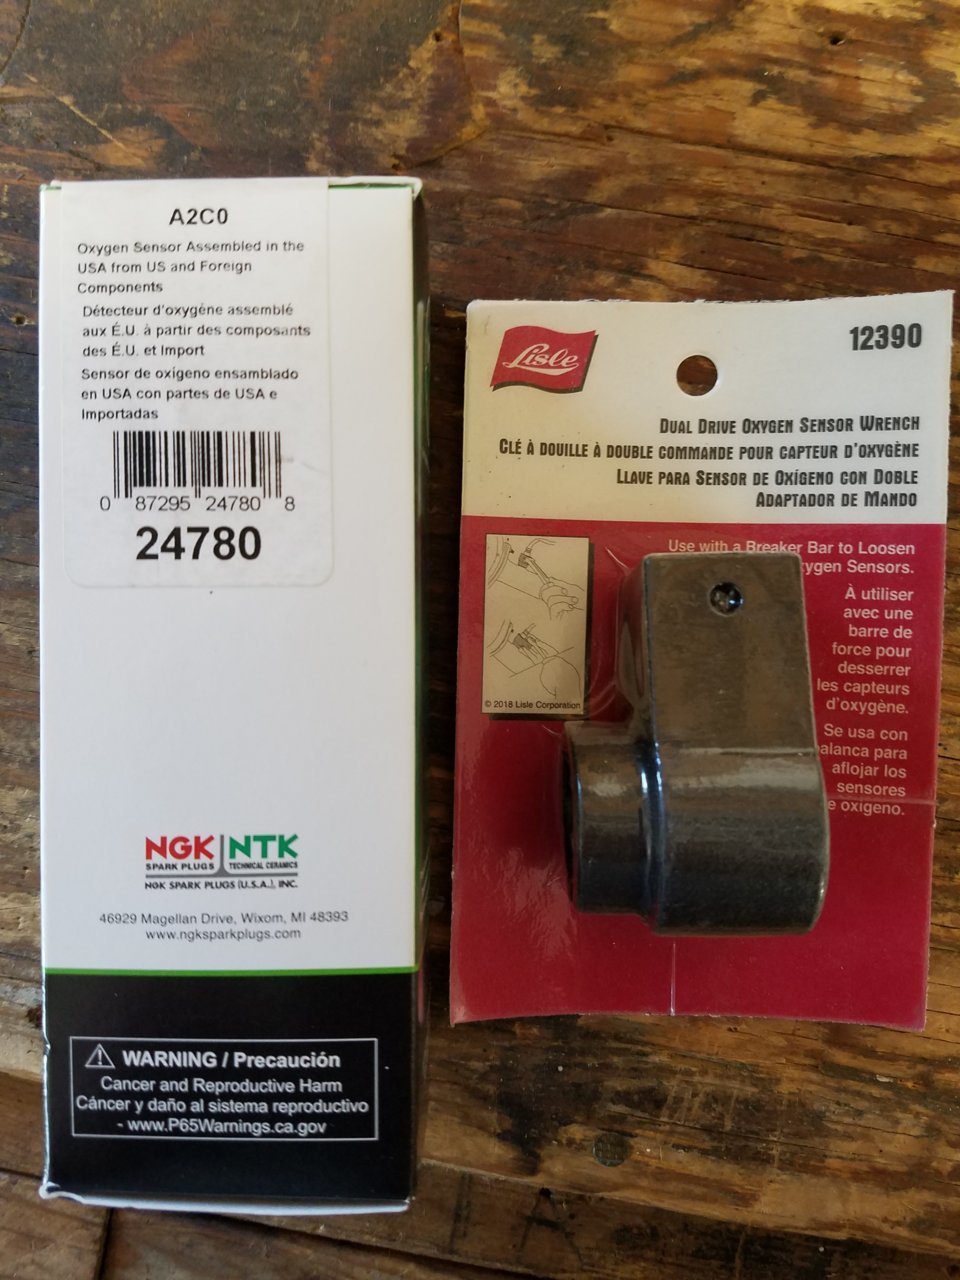 A2C0
Oxygen Sensor Assembled in the
USA from US and Foreign
Components
Détecteur d'oxygène assemblé
aux É.U. à partir des composants
des É.U. et Import
Sensor de oxigeno ensamblado
en USA con partes de USA e
Importadas
0 87295 24780 8
24780
NGK NTK
SPARK PLUGS TECHNICAL CERAMICS
NGK SPARK PLUGS (U.S.A.), INC.
46929 Magellan Drive, Wixom, MI 48393
www.ngksparkplugs.com
WARNING / Precaución
Cancer and Reproductive Harm
Cáncer y daño al sistema reproductivo
- www.P65Warnings.ca.gov
Lisle
12390
DUAL DRIVE OXYGEN SENSOR WRENCH
CLÉ À DOUILLE À DOUBLE COMMANDE POUR CAPTEUR D'OXYGÈNE
LLAVE PARA SENSOR DE OXÍGENO CON DOBLE
ADAPTADOR DE MANDO
Use with a Breaker Bar to Loosen
ygen Sensors.
À utiliser
avec une
barre de
force pour
desserrer
les capteurs
d'oxygène.
Se usa con
alanca para
aflojar los
sensores
e oxígeno.
© 2018 Lisle Corporation